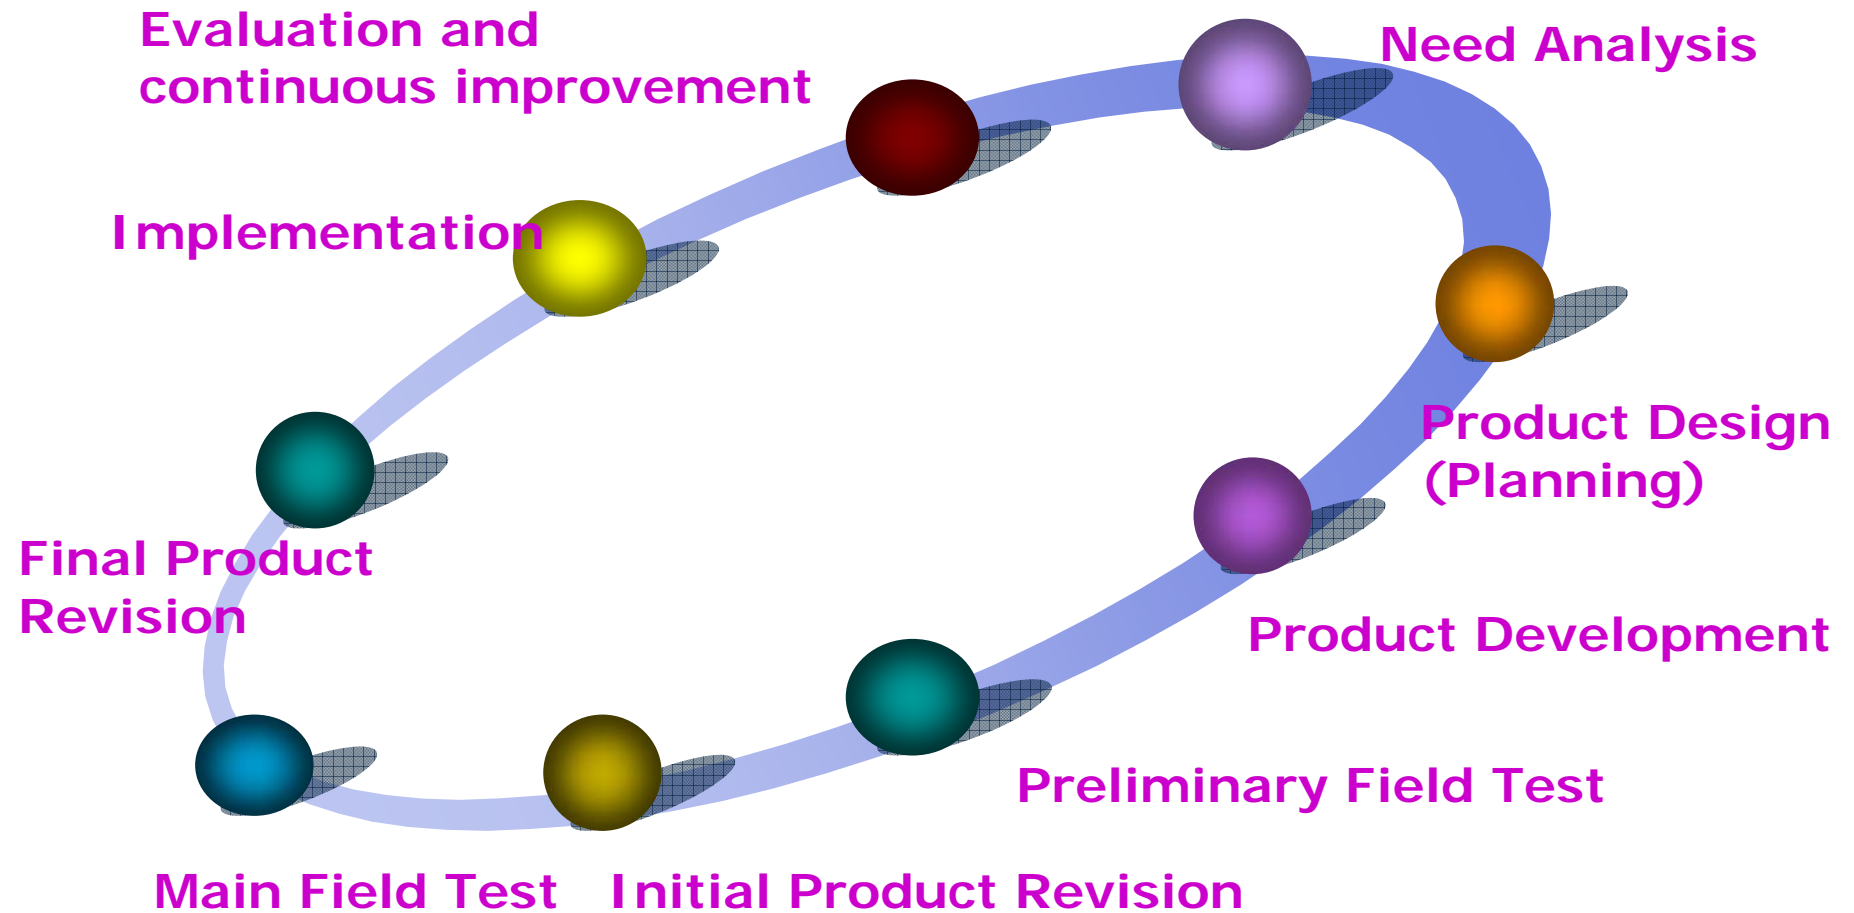 Evaluation and
continuous improvement
Need Analysis
Implementation
Product Design
(Planning)
Final Product
Revision
Product Development
Preliminary Field Test
Main Field Test
Initial Product Revision